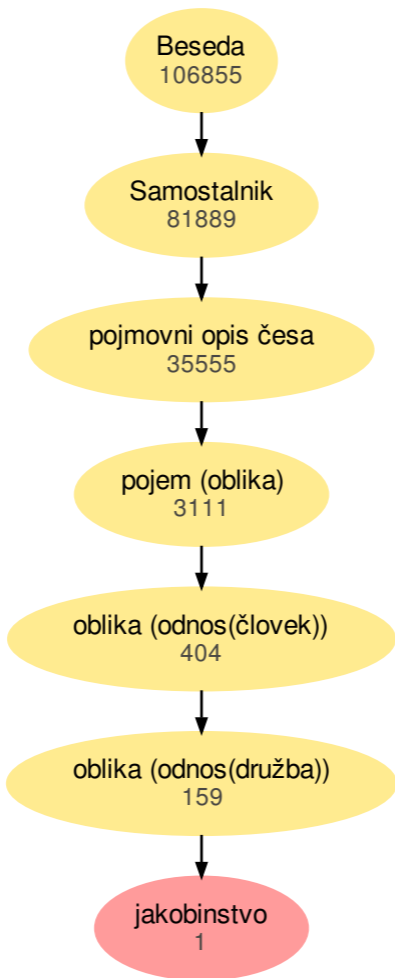 Beseda
106855
Samostalnik
81889
pojmovni opis česa
35555
pojem (oblika)
3111
oblika (odnos(človek))
404
oblika (odnos(družba))
159
jakobinstvo
1